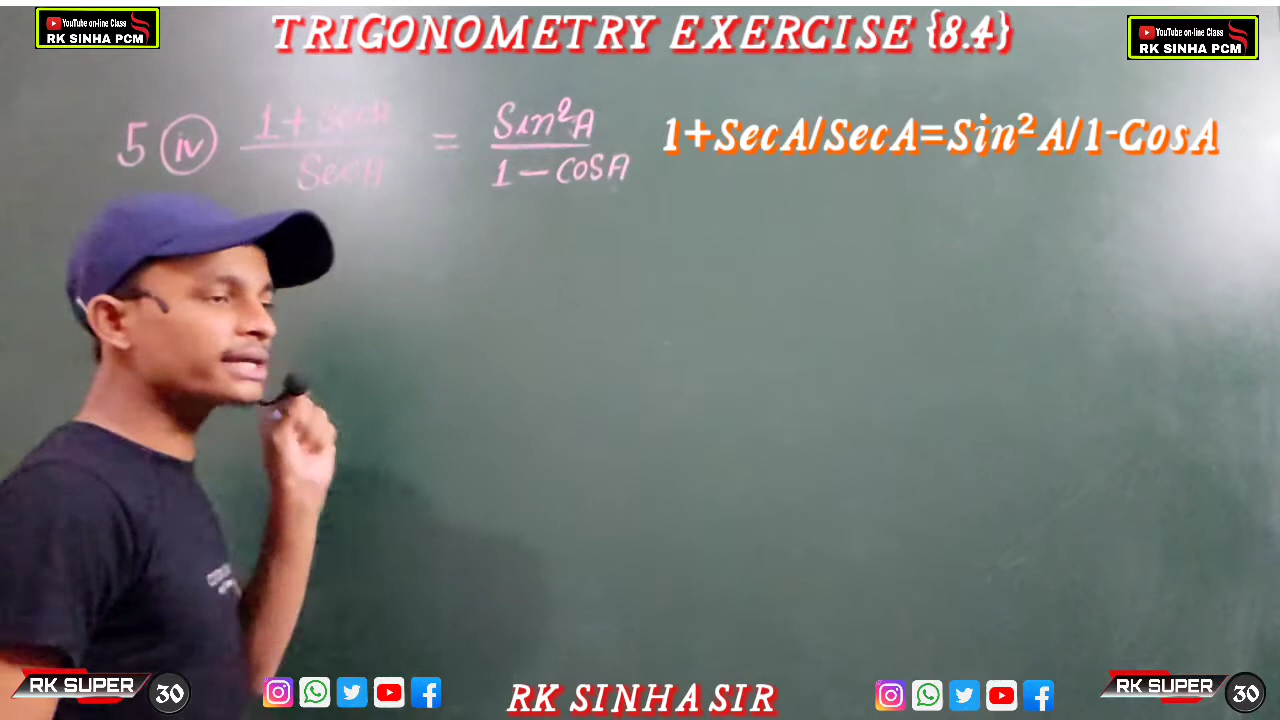 YouTube on-line Class
RK SINHA PCM
TRIGONOMETRY EXERCISE {8.4}
YouTube on-line Class
RK SINHA PCM
5 (iv) 1 + SecA / SecA = Sin²A / 1 - COSA
1+SecA/SecA=Sin²A/1-CosA
RK SUPER 30
RK SINHA SIR
RK SUPER 30